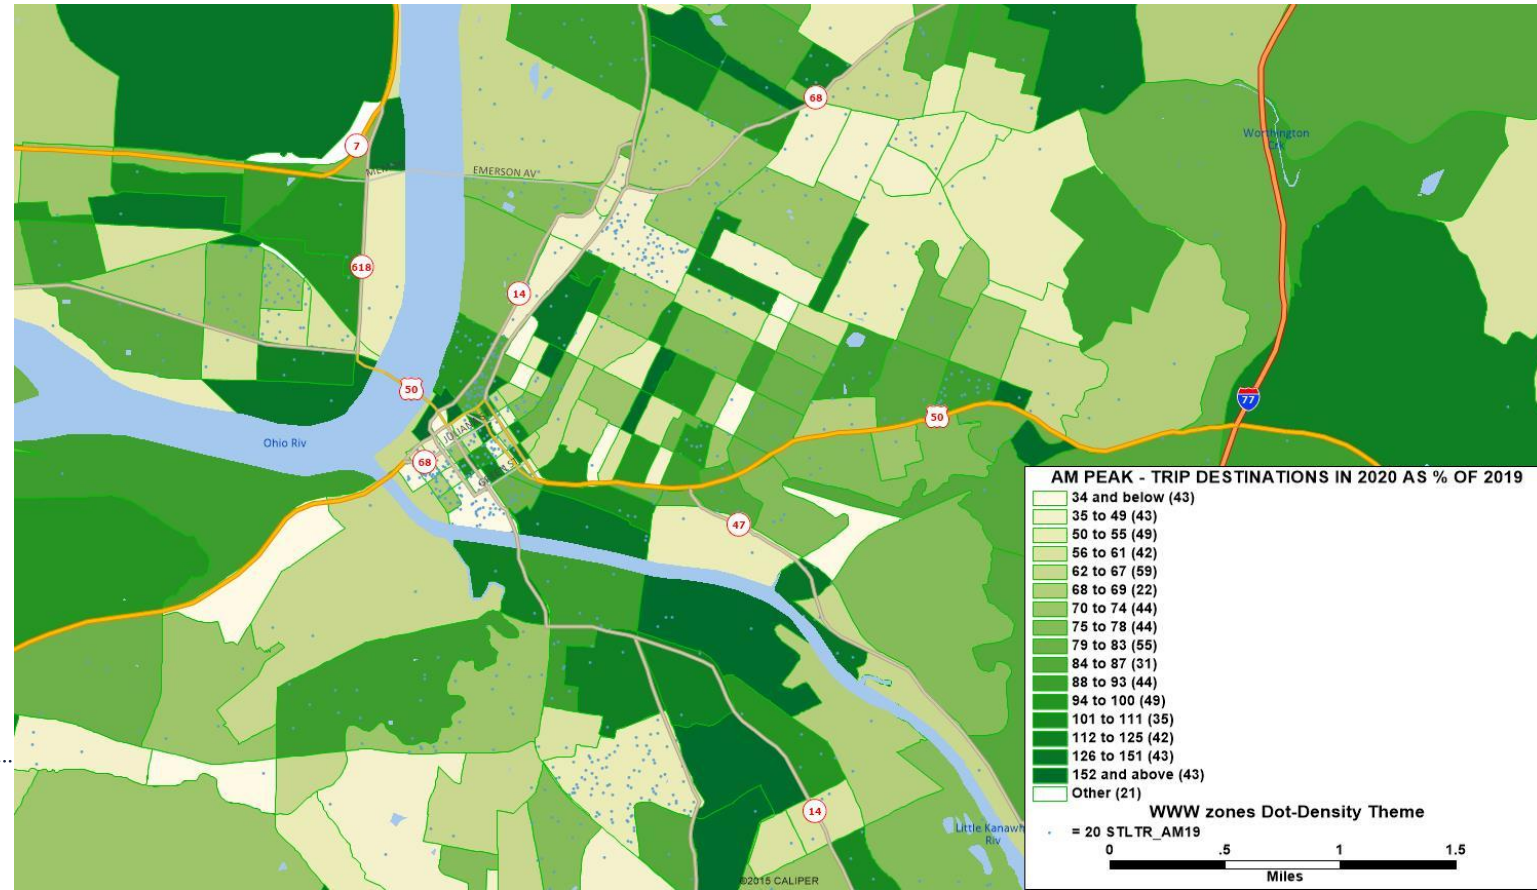 68
Worthington
7
EMERSON AV
618
14
50
77
50
JULIAN
Ohio Riv
68
47
AM PEAK - TRIP DESTINATIONS IN 2020 AS % OF 2019
34 and below (43)
35 to 49 (43)
50 to 55 (49)
56 to 61 (42)
62 to 67 (59)
68 to 69 (22)
70 to 74 (44)
75 to 78 (44)
79 to 83 (55)
84 to 87 (31)
88 to 93 (44)
94 to 100 (49)
101 to 111 (35)
112 to 125 (42)
126 to 151 (43)
152 and above (43)
Other (21)
WWW zones Dot-Density Theme
= 20 STLTR_AM19
0 .5 1 1.5
Miles
...
14
Little Kanawh
Riv
©2015 CALIPER